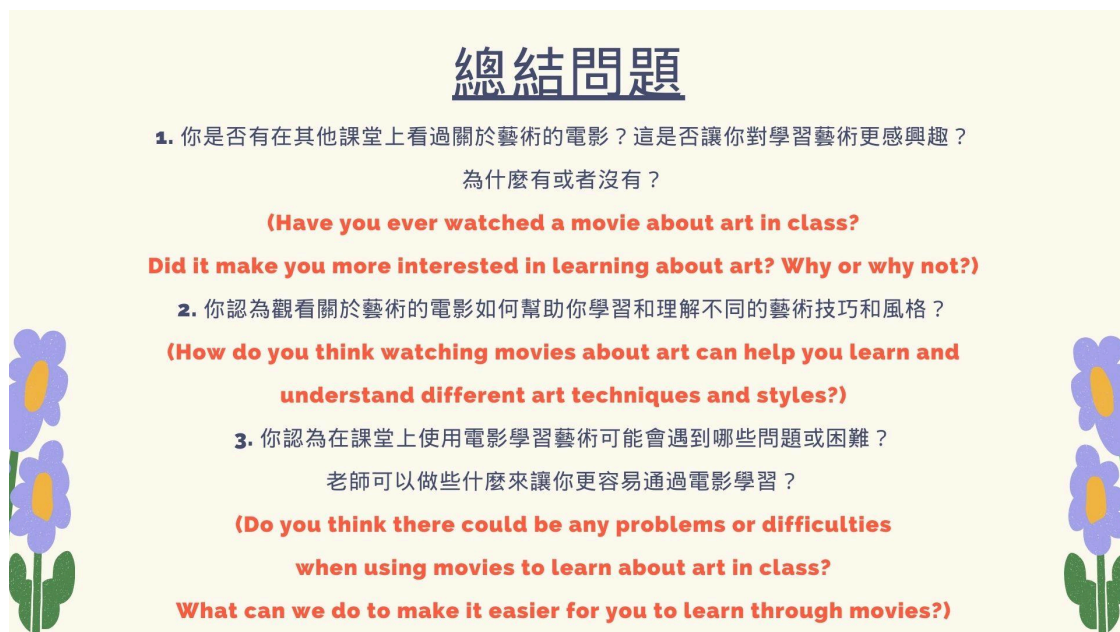 總結問題
1. 你是否有在其他課堂上看過關於藝術的電影？這是否讓你對學習藝術更感興趣？
為什麼有或者沒有？
(Have you ever watched a movie about art in class?
Did it make you more interested in learning about art? Why or why not?)
2. 你認為觀看關於藝術的電影如何幫助你學習和理解不同的藝術技巧和風格？
(How do you think watching movies about art can help you learn and
understand different art techniques and styles?)
3. 你認為在課堂上使用電影學習藝術可能會遇到哪些問題或困難？
老師可以做些什麼來讓你更容易通過電影學習？
(Do you think there could be any problems or difficulties
when using movies to learn about art in class?
What can we do to make it easier for you to learn through movies?)